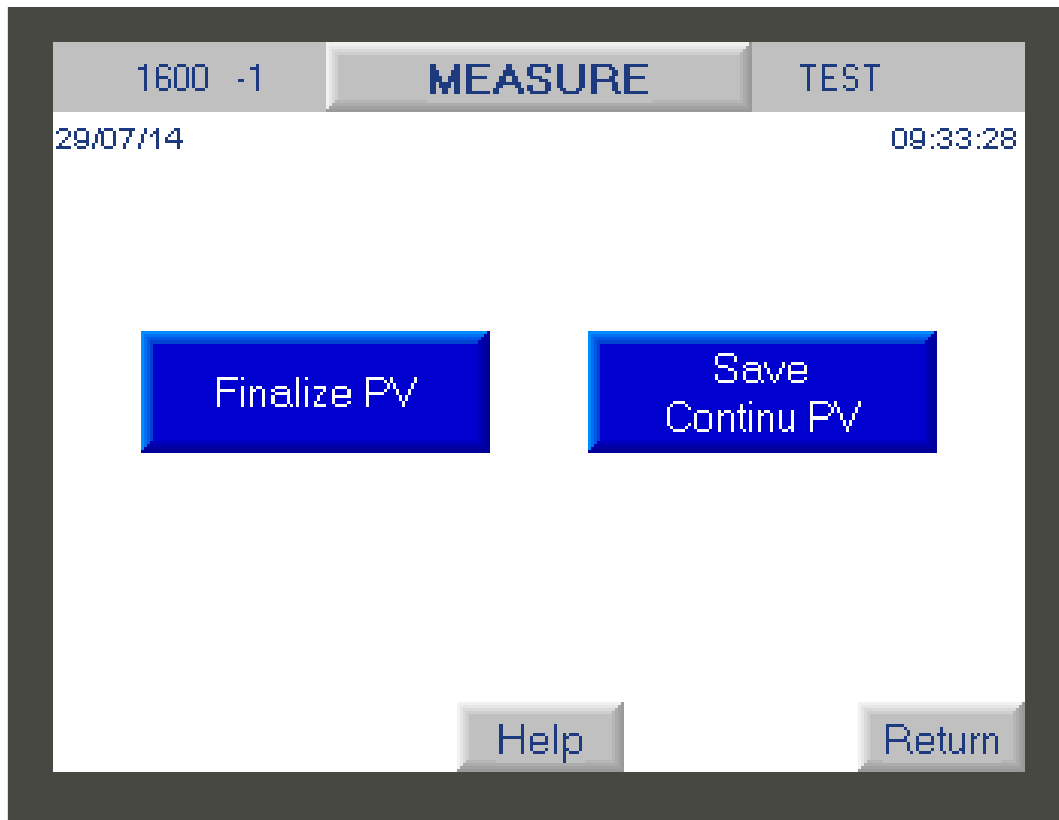 1600 -1 MEASURE TEST
29/07/14 09:33:28
Finalize PV
Save
Continu PV
Help Return